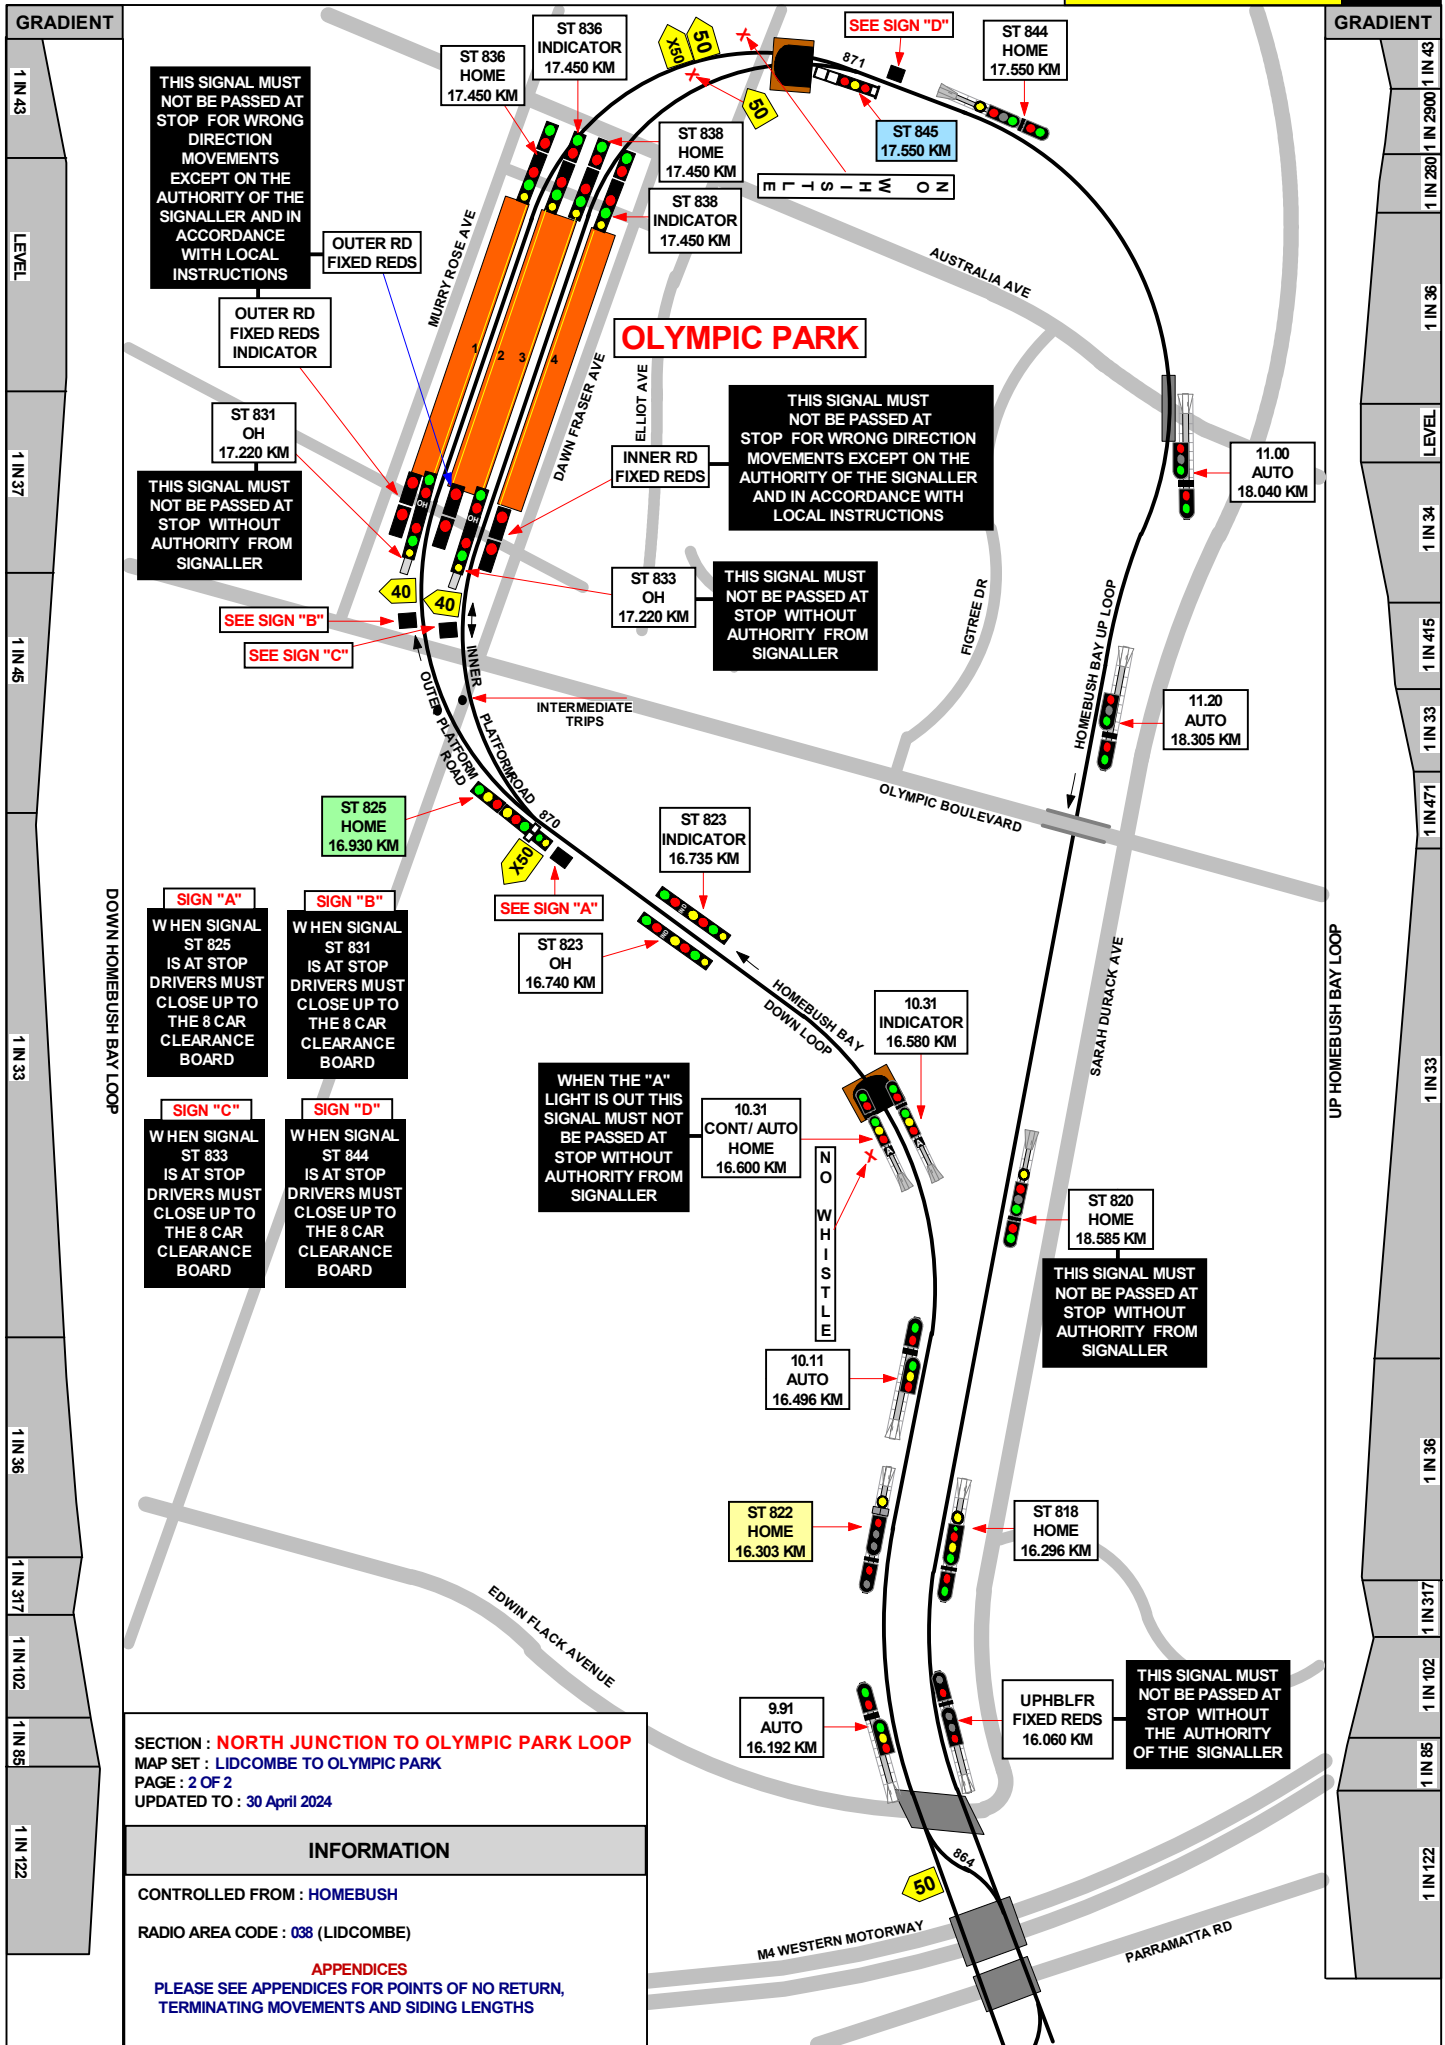 GRADIENT
GRADIENT
1 IN 43
LEVEL
1 IN37
1 IN 45
1 IN 33
1 IN 36
1 IN 317
1 IN 102
1 IN 85
1 IN 122
DOWN HOMEBUSH BAY LOOP
THIS SIGNAL MUST
NOT BE PASSED AT
STOP FOR WRONG
DIRECTION
MOVEMENTS
EXCEPT ON THE
AUTHORITY OF THE
SIGNALLER AND IN
ACCORDANCE
WITH LOCAL
INSTRUCTIONS
ST 836
HOME
17.450 KM
ST 836
INDICATOR
17.450 KM
X50
50
50
SEE SIGN "D"
871
ST 844
HOME
17.550 KM
ST 845
17.550 KM
ST 838
HOME
17.450 KM
ST 838
INDICATOR
17.450 KM
NO WHISTLE
OUTER RD
FIXED REDS
OUTER RD
FIXED REDS
INDICATOR
MURRY ROSE AVE
AUSTRALIA AVE
OLYMPIC PARK
1
2
3
4
DAWN FRASER AVE
ELLIOT AVE
ST 831
OH
17.220 KM
THIS SIGNAL MUST
NOT BE PASSED AT
STOP WITHOUT
AUTHORITY FROM
SIGNALLER
INNER RD
FIXED REDS
THIS SIGNAL MUST
NOT BE PASSED AT
STOP FOR WRONG DIRECTION
MOVEMENTS EXCEPT ON THE
AUTHORITY OF THE SIGNALLER
AND IN ACCORDANCE WITH
LOCAL INSTRUCTIONS
OH
OH
11.00
AUTO
18.040 KM
40
40
ST 833
OH
17.220 KM
THIS SIGNAL MUST
NOT BE PASSED AT
STOP WITHOUT
AUTHORITY FROM
SIGNALLER
SEE SIGN "B"
SEE SIGN "C"
FIGTREE DR
HOMEBUSH BAY UP LOOP
INNER
PLATFORM
ROAD
OUTER
PLATFORM
ROAD
INTERMEDIATE
TRIPS
11.20
AUTO
18.305 KM
ST 825
HOME
16.930 KM
870
X50
SEE SIGN "A"
ST 823
INDICATOR
16.735 KM
ST 823
OH
16.740 KM
OLYMPIC BOULEVARD
SIGN "A"
WHEN SIGNAL
ST 825
IS AT STOP
DRIVERS MUST
CLOSE UP TO
THE 8 CAR
CLEARANCE
BOARD
SIGN "B"
WHEN SIGNAL
ST 831
IS AT STOP
DRIVERS MUST
CLOSE UP TO
THE 8 CAR
CLEARANCE
BOARD
SIGN "C"
WHEN SIGNAL
ST 833
IS AT STOP
DRIVERS MUST
CLOSE UP TO
THE 8 CAR
CLEARANCE
BOARD
SIGN "D"
WHEN SIGNAL
ST 844
IS AT STOP
DRIVERS MUST
CLOSE UP TO
THE 8 CAR
CLEARANCE
BOARD
HOMEBUSH BAY
DOWN LOOP
10.31
INDICATOR
16.580 KM
SARAH DURACK AVE
WHEN THE "A"
LIGHT IS OUT THIS
SIGNAL MUST NOT
BE PASSED AT
STOP WITHOUT
AUTHORITY FROM
SIGNALLER
10.31
CONT/ AUTO
HOME
16.600 KM
NO WHISTLE
ST 820
HOME
18.585 KM
THIS SIGNAL MUST
NOT BE PASSED AT
STOP WITHOUT
AUTHORITY FROM
SIGNALLER
10.11
AUTO
16.496 KM
ST 822
HOME
16.303 KM
ST 818
HOME
16.296 KM
EDWIN FLACK AVENUE
9.91
AUTO
16.192 KM
UPHBLFR
FIXED REDS
16.060 KM
THIS SIGNAL MUST
NOT BE PASSED AT
STOP WITHOUT
THE AUTHORITY
OF THE SIGNALLER
864
50
M4 WESTERN MOTORWAY
PARRAMATTA RD
SECTION : NORTH JUNCTION TO OLYMPIC PARK LOOP
MAP SET : LIDCOMBE TO OLYMPIC PARK
PAGE : 2 OF 2
UPDATED TO : 30 April 2024
INFORMATION
CONTROLLED FROM : HOMEBUSH
RADIO AREA CODE : 038 (LIDCOMBE)
APPENDICES
PLEASE SEE APPENDICES FOR POINTS OF NO RETURN,
TERMINATING MOVEMENTS AND SIDING LENGTHS
UP HOMEBUSH BAY LOOP
1 IN 43
1 IN 2900
1 IN 280
1 IN 36
LEVEL
1 IN 34
1 IN 415
1 IN 33
1 IN 471
1 IN 33
1 IN 36
1 IN 317
1 IN 102
1 IN 85
1 IN 122